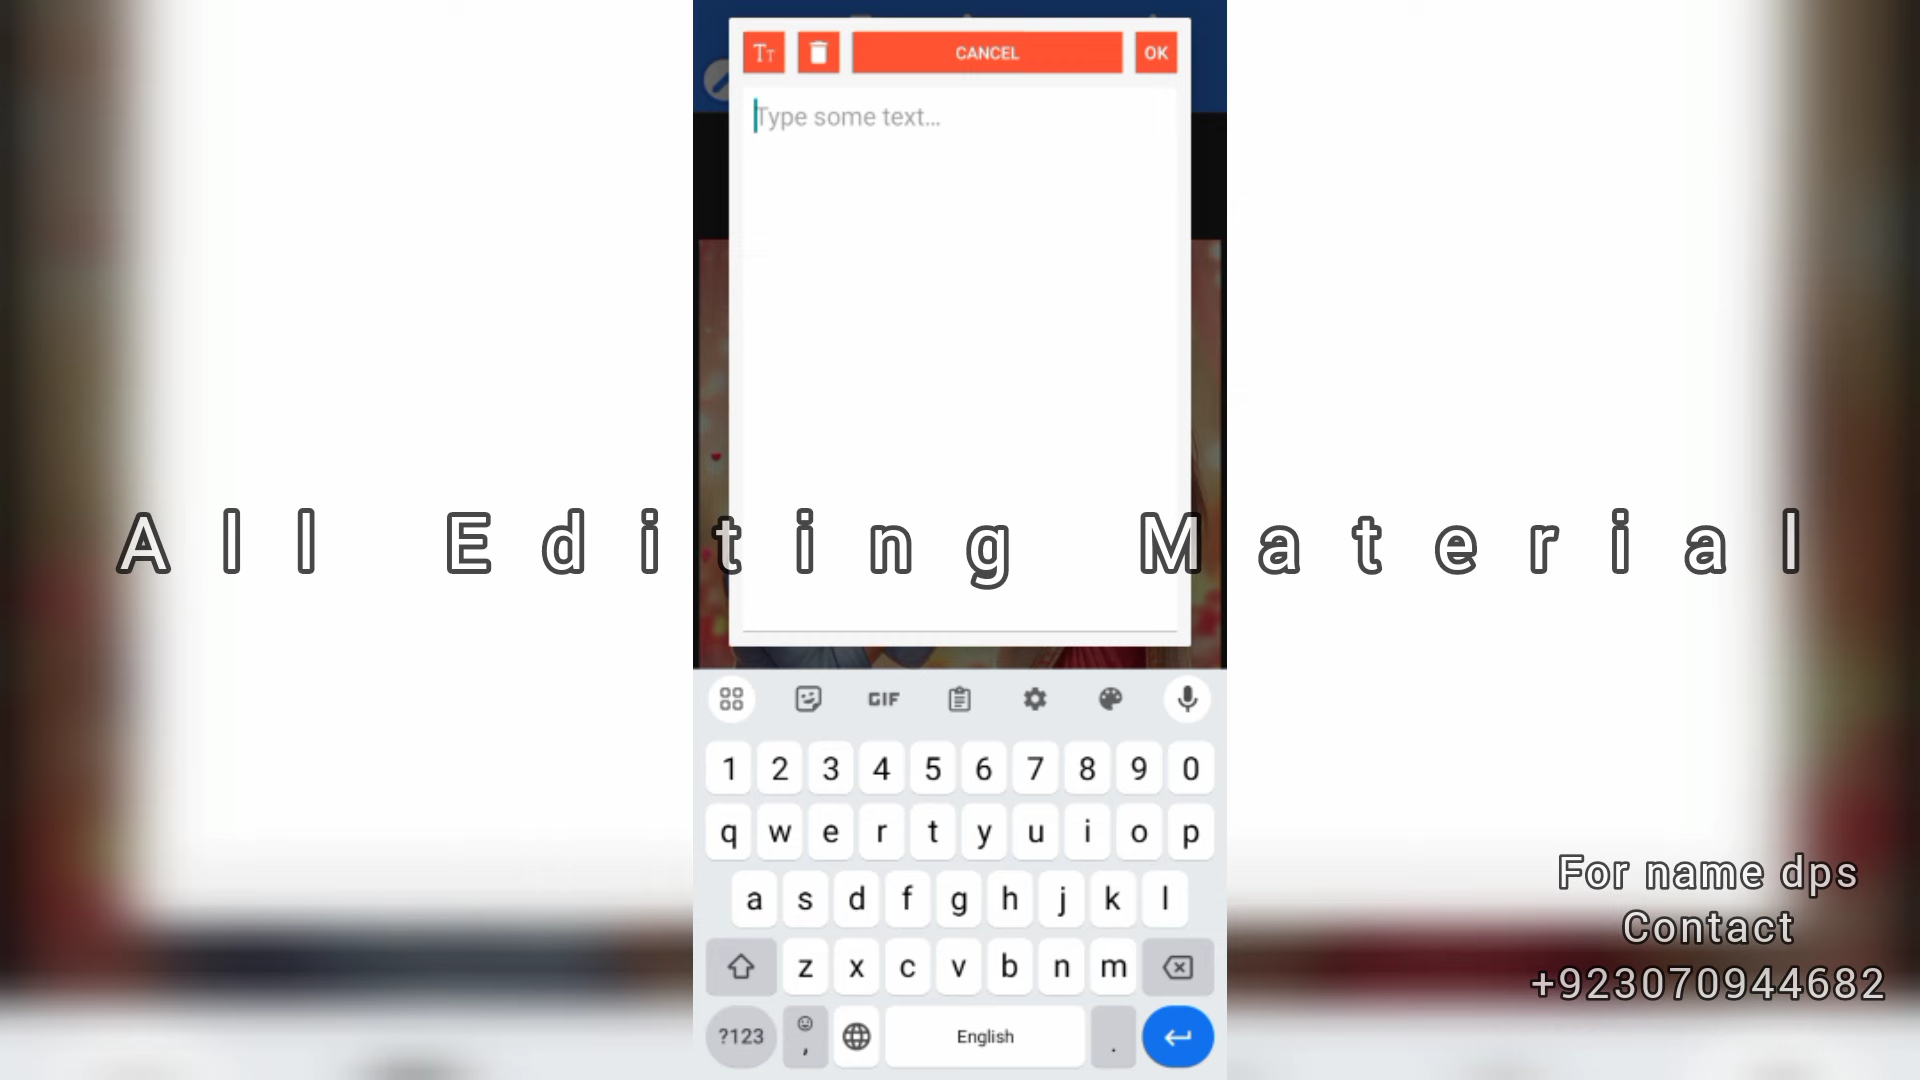 Tт CANCEL OK
Type some text...
All Editing Material
GIF
1 2 3 4 5 6 7 8 9 0
q w e r t y u i o p
a s d f g h j k l
z x c v b n m
?123 , English .
For name dps
Contact
+923070944682